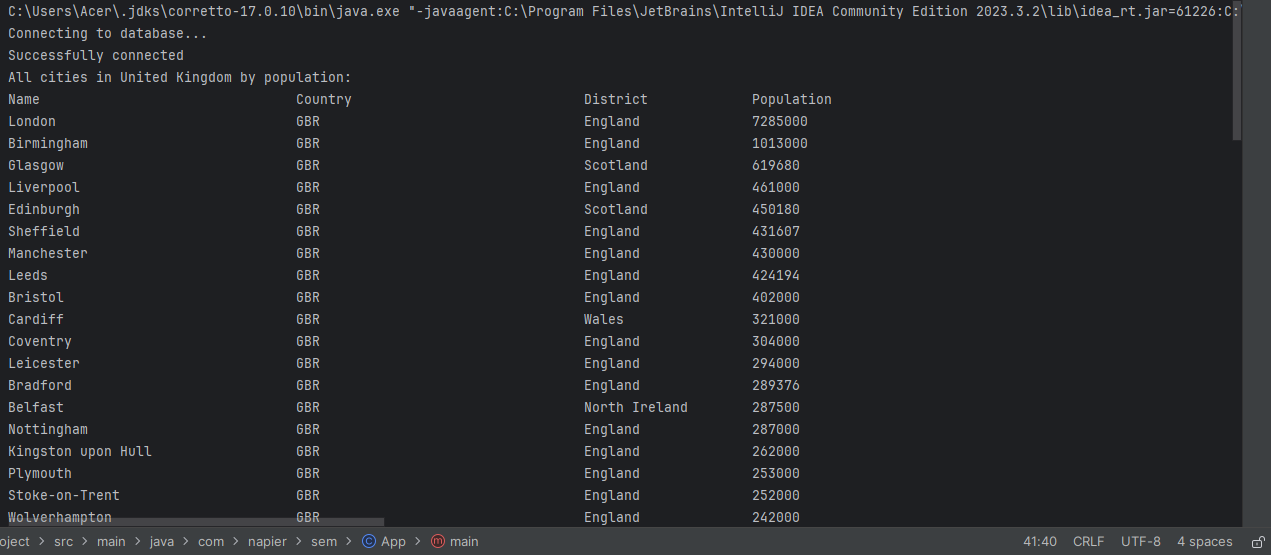 C:\Users\Acer\.jdks\corretto-17.0.10\bin\java.exe "-javaagent:C:\Program Files\JetBrains\IntelliJ IDEA Community Edition 2023.3.2\lib\idea_rt.jar=61226:C:
Connecting to database...
Successfully connected
All cities in United Kingdom by population:
Name Country District Population
London GBR England 7285000
Birmingham GBR England 1013000
Glasgow GBR Scotland 619680
Liverpool GBR England 461000
Edinburgh GBR Scotland 450180
Sheffield GBR England 431607
Manchester GBR England 430000
Leeds GBR England 424194
Bristol GBR England 402000
Cardiff GBR Wales 321000
Coventry GBR England 304000
Leicester GBR England 294000
Bradford GBR England 289376
Belfast GBR North Ireland 287500
Nottingham GBR England 287000
Kingston upon Hull GBR England 262000
Plymouth GBR England 253000
Stoke-on-Trent GBR England 252000
Wolverhampton GBR England 242000
oject > src > main > java > com > napier > sem > C App > m main 41:40 CRLF UTF-8 4 spaces